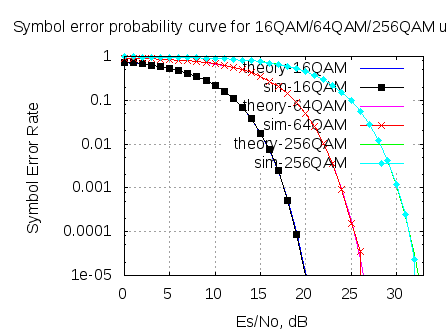 Symbol error probability curve for 16QAM/64QAM/256QAM u
1
theory-16QAM
sim-16QAM
0.1
theory-64QAM
sim-64QAM
0.01
theory-256QAM
sim-256QAM
0.001
0.0001
1e-05
Symbol Error Rate
0 5 10 15 20 25 30
Es/No, dB